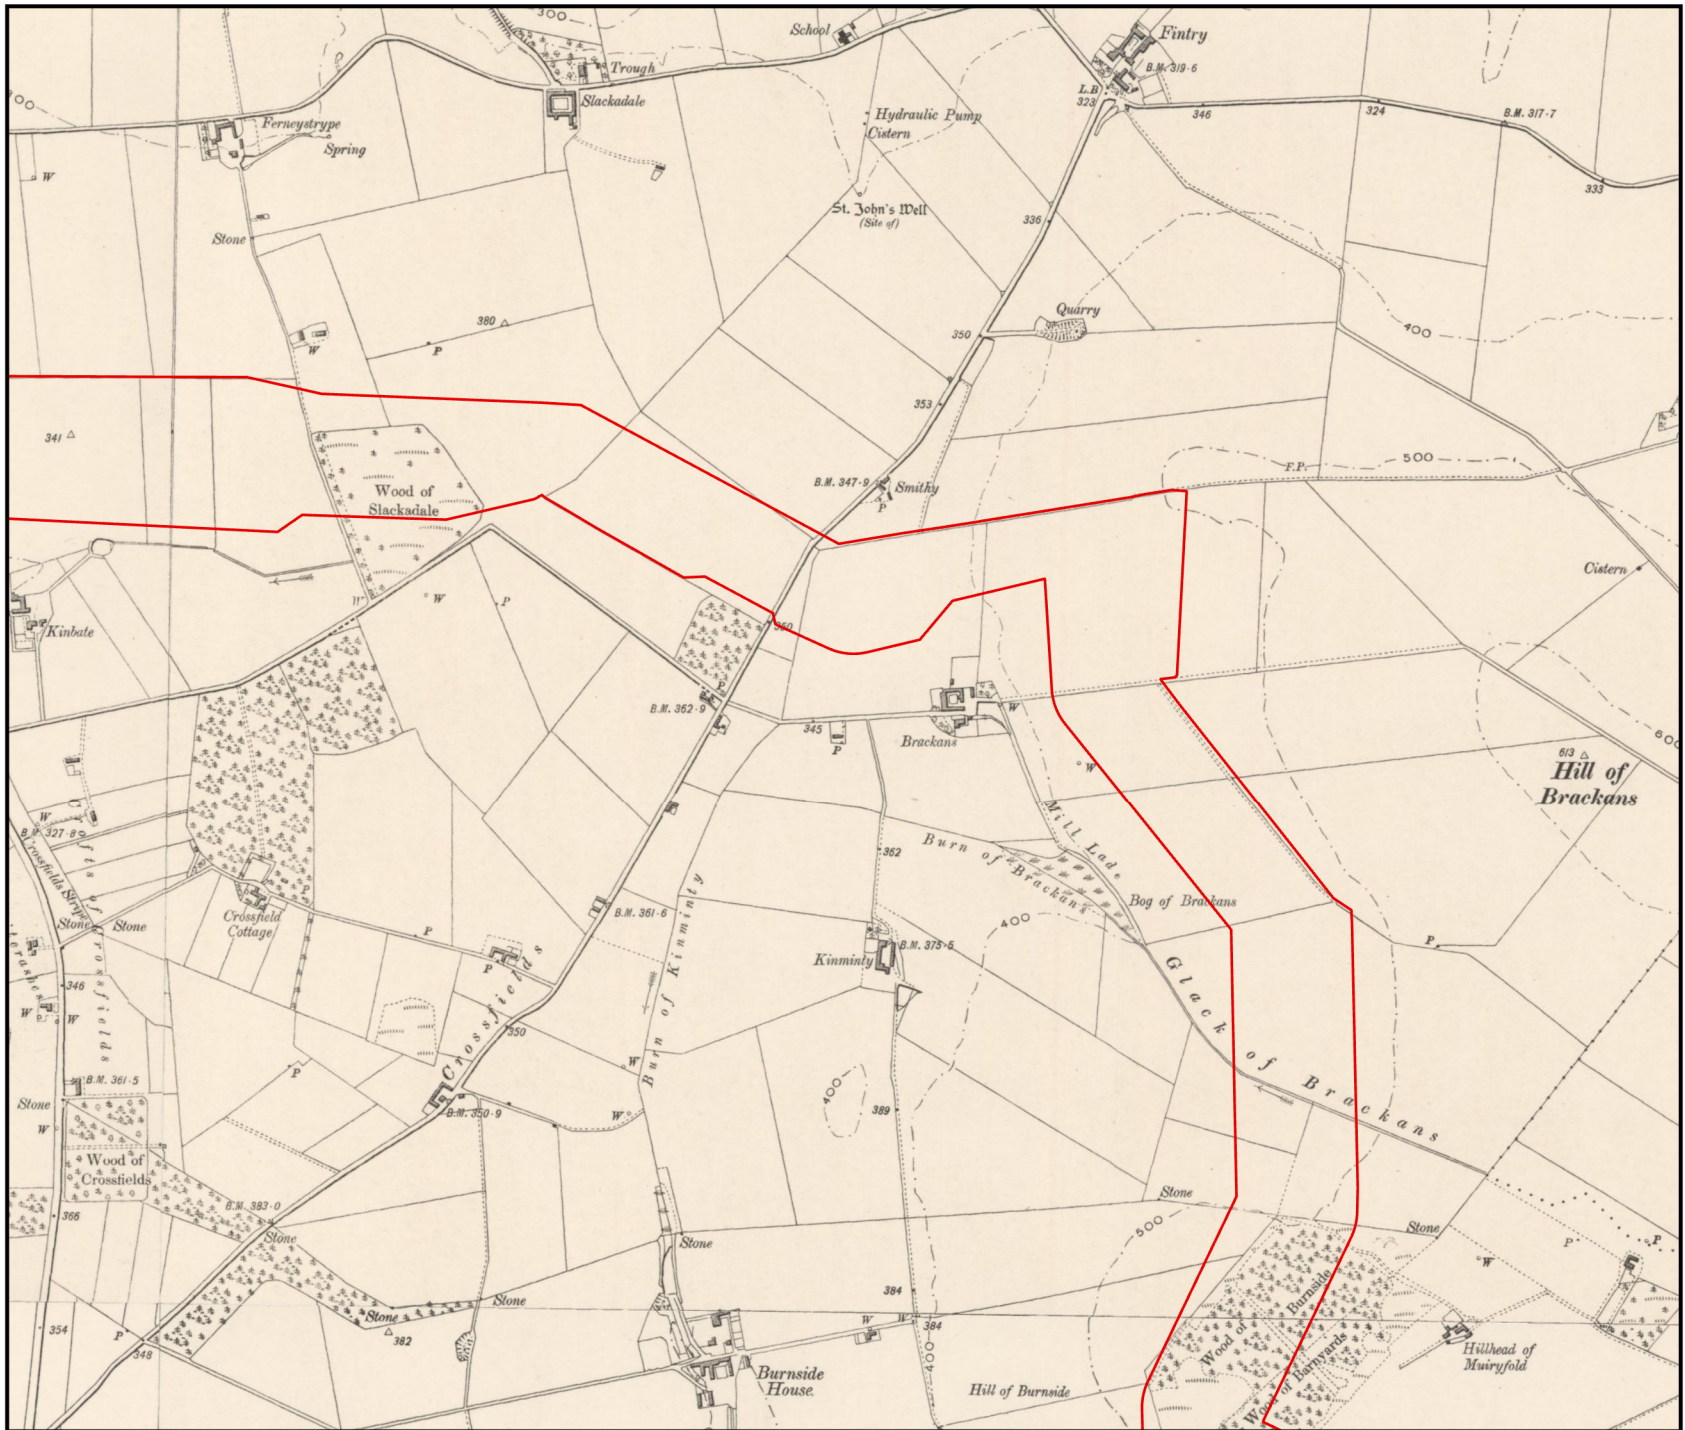 300
School
Fintry
Trough
B.M. 319·6
Slackadale
L.B
323
346
324
B.M. 317·7
Hydraulic Pump
Cistern
Ferneystrype
Spring
W
333
St. John's Well
(Site of)
336
Stone
Quarry
380
350
400
W
P
353
341
Wood of
Slackadale
B.M. 347·9
Smithy
P
F.P.
500
Cistern
W
W
P
Kinbate
350
P
B.M. 362·9
W
345
P
Brackans
600
613
Hill of
Brackans
W
W
B.M. 327·8
Crossfields Stripe
Crofts of Crossfields
Mill Lade
Burn of Brackans
362
Bog of Brackans
Crossfield
Cottage
P
B.M. 361·6
400
Stone
Stone
P
P
B.M. 375·5
Kinminty
Glack of Brackans
346
W
W
Crossfields
350
Burn of Kinminty
W
P
B.M. 361·5
Stone
W
B.M. 350·9
W
400
389
Wood of
Crossfields
B.M. 383·0
Stone
366
Stone
Stone
500
Stone
P
P
W
384
Wood of Burnside
Stone
Stone
382
354
P
348
W
W
384
Wood of Barnyards
Hillhead of
Muiryfold
Burnside
House
400
Hill of Burnside